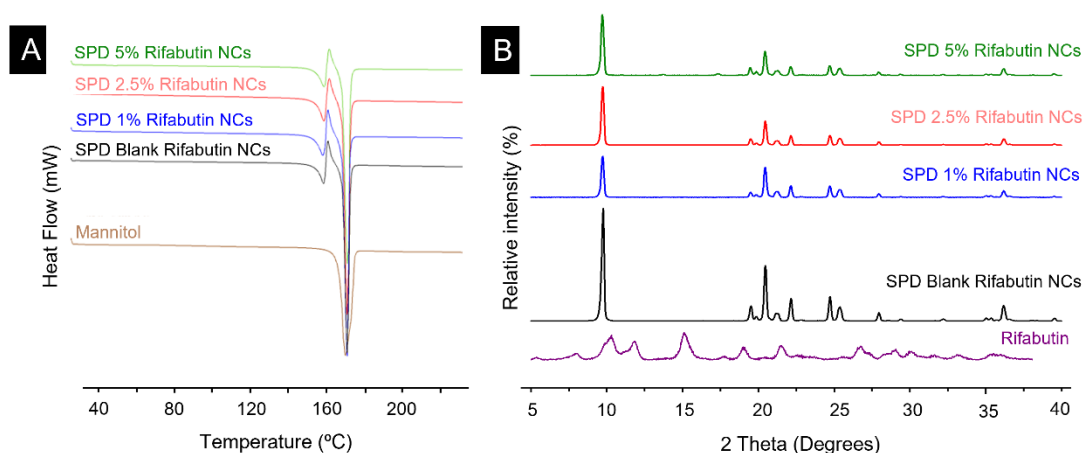 A
SPD 5% Rifabutin NCs
SPD 2.5% Rifabutin NCs
SPD 1% Rifabutin NCs
SPD Blank Rifabutin NCs
Mannitol
Heat Flow (mW)
40 80 120 160 200
Temperature (ºC)
B
SPD 5% Rifabutin NCs
SPD 2.5% Rifabutin NCs
SPD 1% Rifabutin NCs
SPD Blank Rifabutin NCs
Rifabutin
Relative intensity (%)
5 10 15 20 25 30 35 40
2 Theta (Degrees)